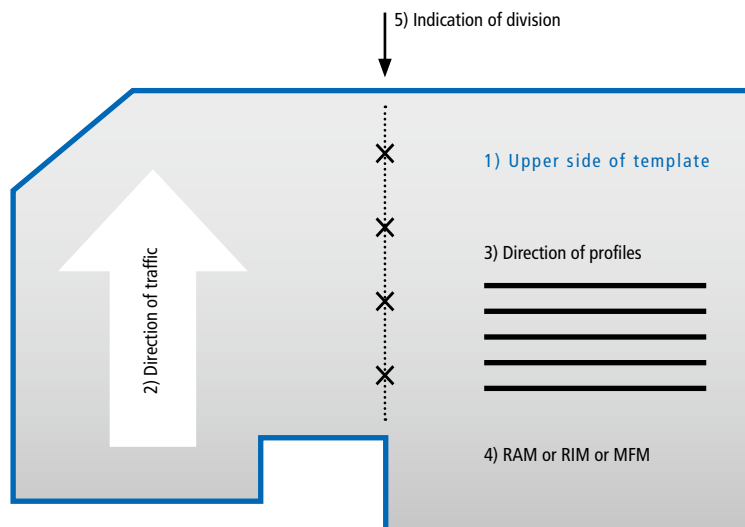 5) Indication of division
1) Upper side of template
2) Direction of traffic
3) Direction of profiles
4) RAM or RIM or MFM